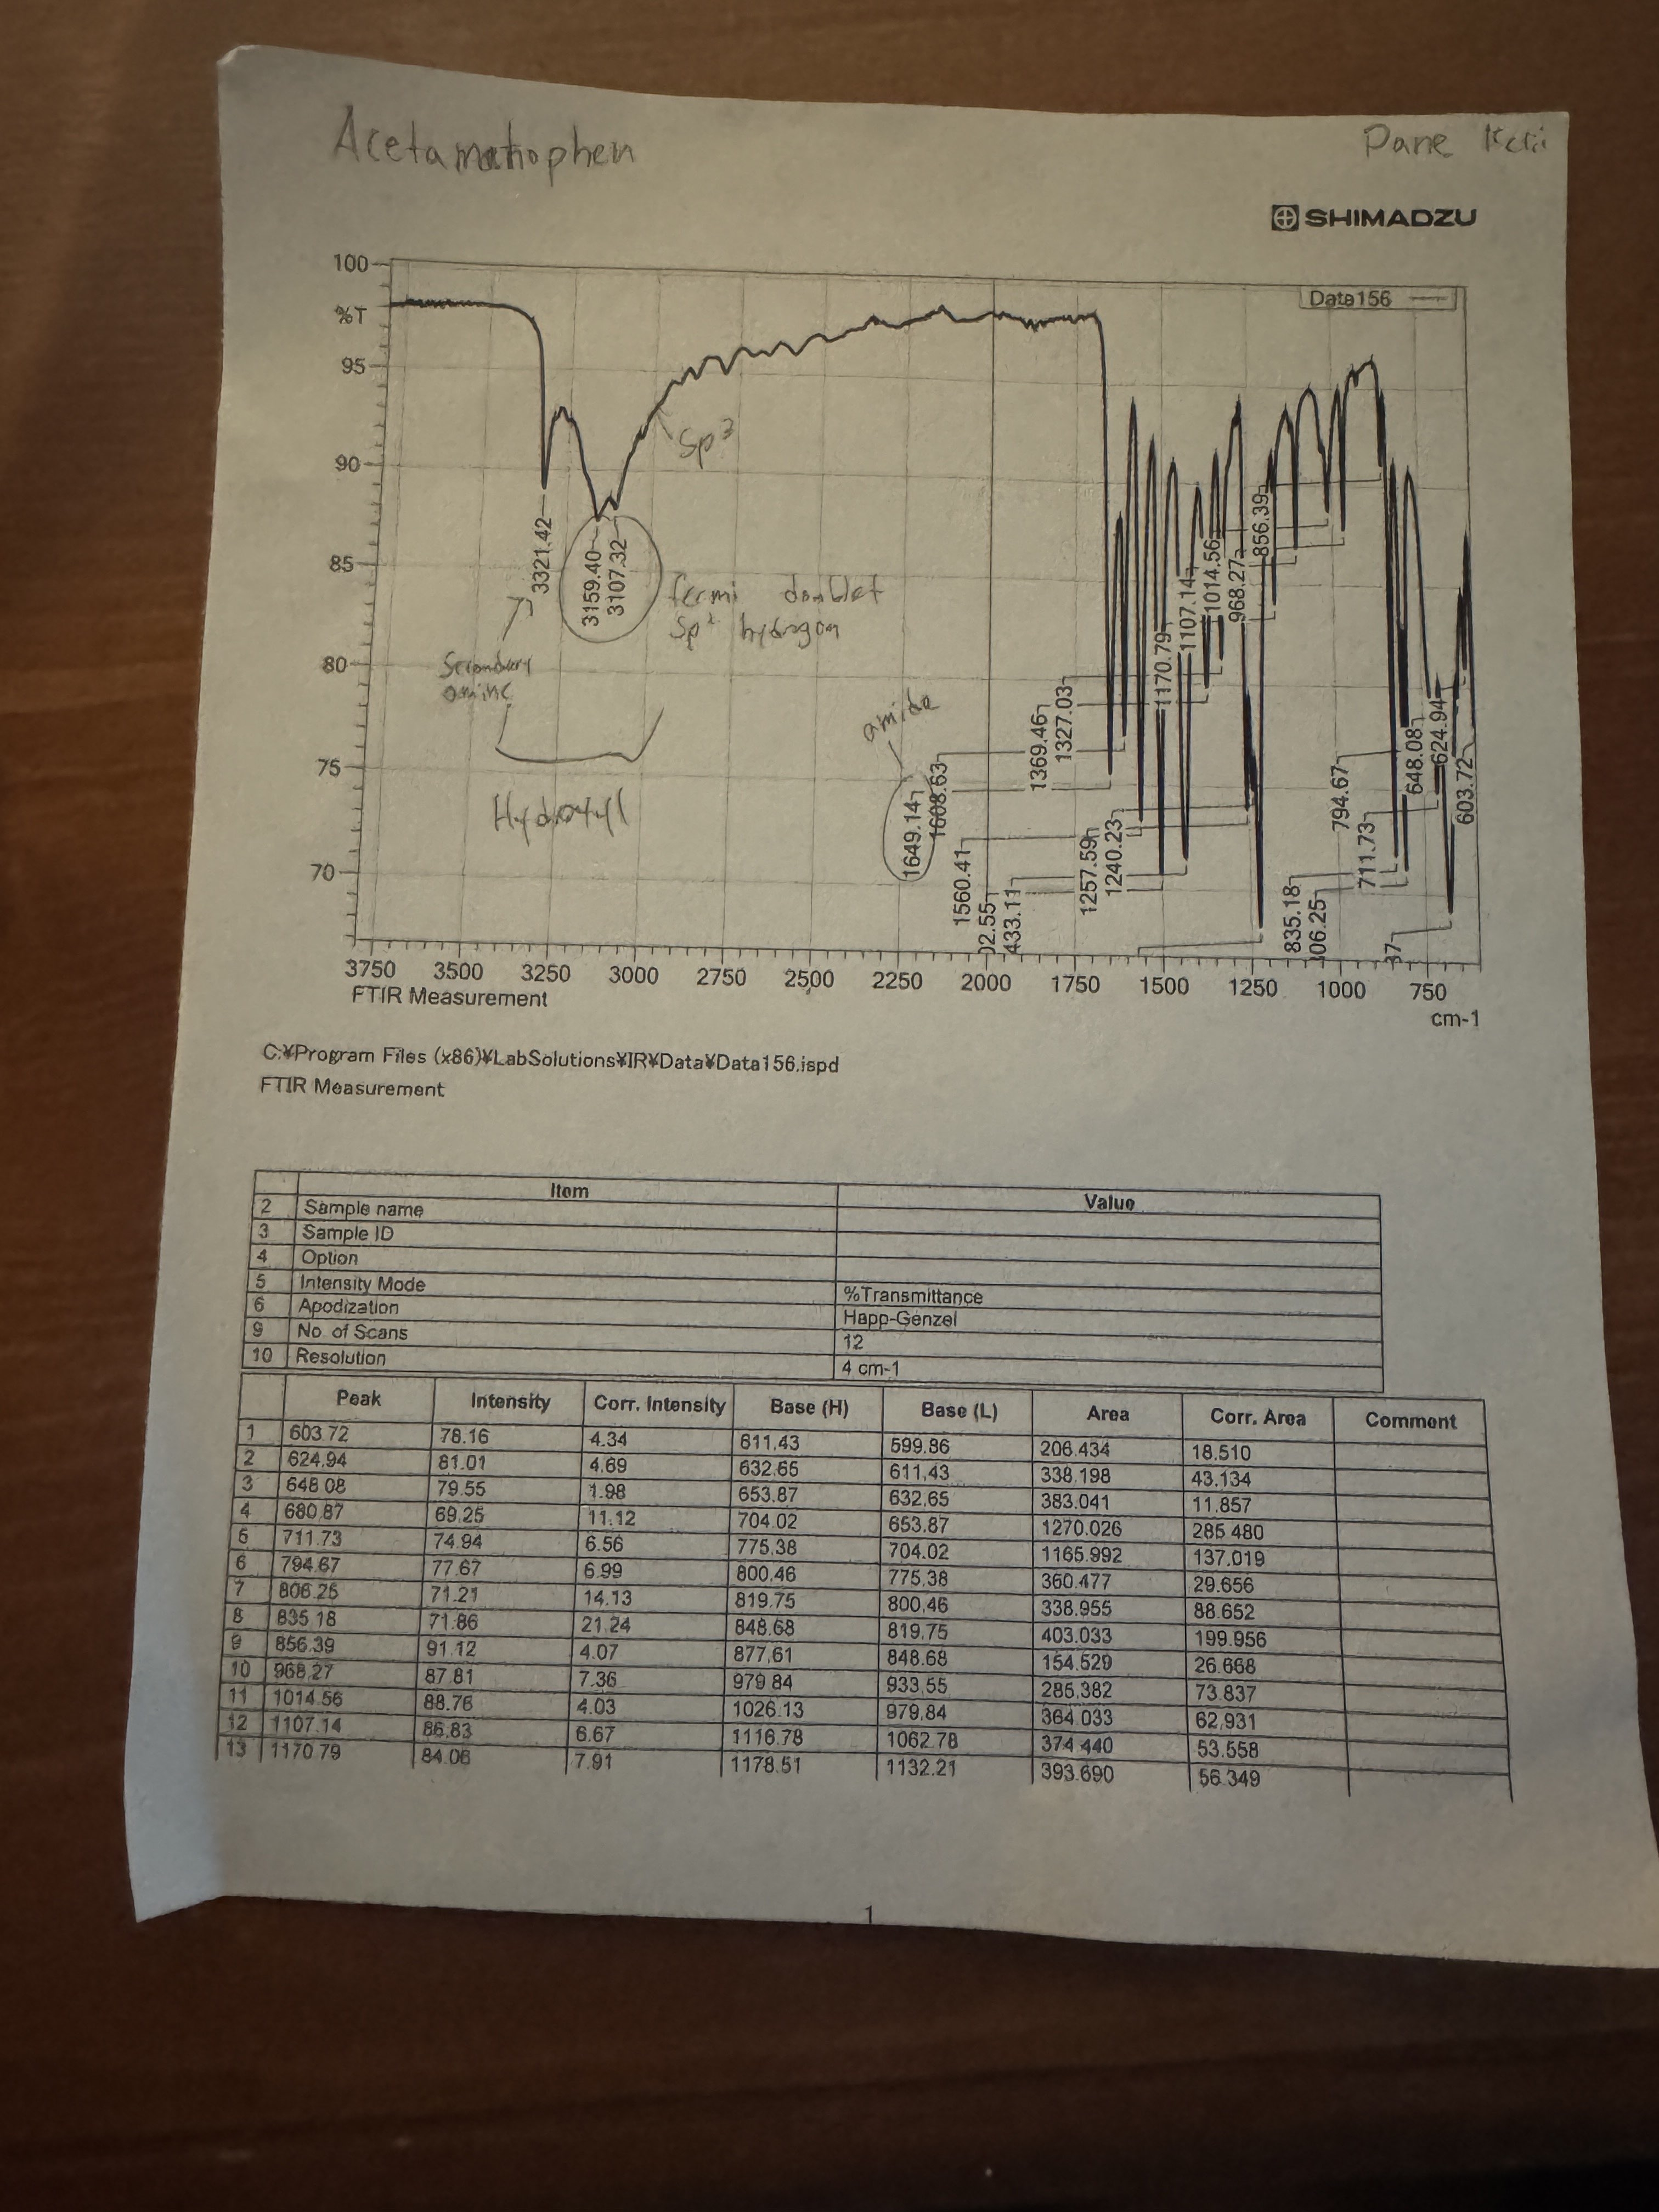 Acetamatiophen
SHIMADZU
Data156
100
%T
95
90
85
80
75
70
3321.42
3159.40
3107.32
Sp3
fermi doublet
Sp2 hydrogen
Secondary
amine
Hydroxyl
amide
1649.14
1608.63
1560.41
02.55
433.11
1369.46
1327.03
1257.59
1240.23
1170.79
1107.14
1014.56
968.27
856.39
835.18
806.25
794.67
711.73
37
648.08
624.94
603.72
3750 3500 3250 3000 2750 2500 2250 2000 1750 1500 1250 1000 750
FTIR Measurement
cm-1
C:¥Program Files (x86)¥LabSolutions¥IR¥Data¥Data156.ispd
FTIR Measurement
Item Value
2 Sample name
3 Sample ID
4 Option
5 Intensity Mode %Transmittance
6 Apodization Happ-Genzel
9 No. of Scans 12
10 Resolution 4 cm-1
Peak Intensity Corr. Intensity Base (H) Base (L) Area Corr. Area Comment
1 603.72 78.16 4.34 611.43 599.86 206.434 18.510
2 624.94 81.01 4.69 632.65 611.43 338.198 43.134
3 648.08 79.55 1.98 653.87 632.65 383.041 11.857
4 680.87 69.25 11.12 704.02 653.87 1270.026 285.480
5 711.73 74.94 6.56 775.38 704.02 1165.992 137.019
6 794.67 77.67 6.99 800.46 775.38 360.477 29.656
7 806.25 71.21 14.13 819.75 800.46 338.955 88.652
8 835.18 71.86 21.24 848.68 819.75 403.033 199.956
9 856.39 91.12 4.07 877.61 848.68 154.529 26.668
10 968.27 87.81 7.36 979.84 933.55 285.382 73.837
11 1014.56 88.76 4.03 1026.13 979.84 364.033 62.931
12 1107.14 86.83 6.67 1116.78 1062.78 374.440 53.558
13 1170.79 84.06 7.91 1178.51 1132.21 393.690 56.349
1